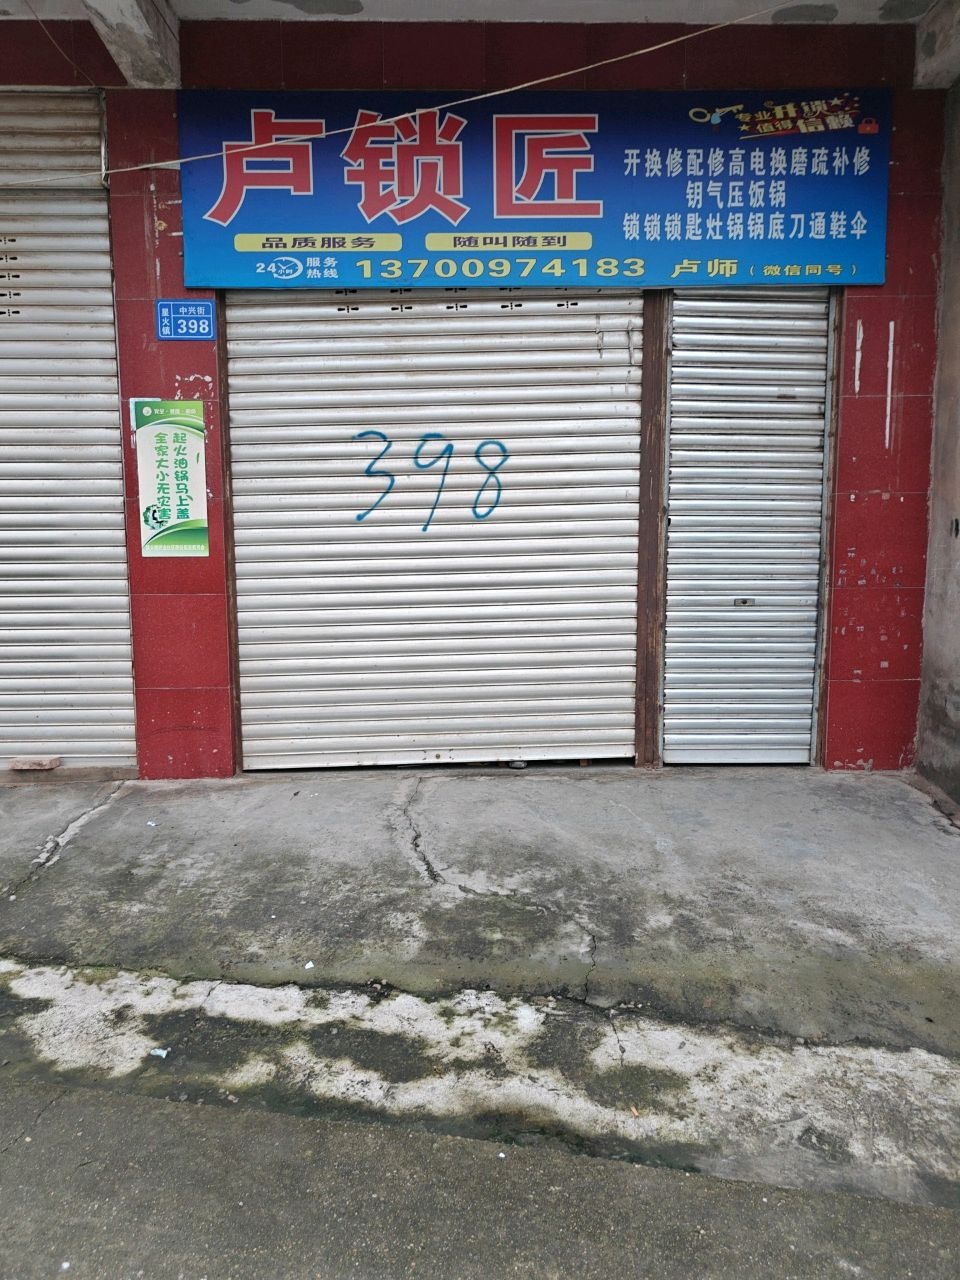 卢锁匠
专业开锁
值得信赖
开换修配修高电换磨疏补修
钥气压饭锅
锁锁锁匙灶锅锅底刀通鞋伞
品质服务 随叫随到
24小时 服务热线 13700974183 卢师（微信同号）
星火镇 中兴街 398
398
起火油锅马上盖
全家大小无灾害